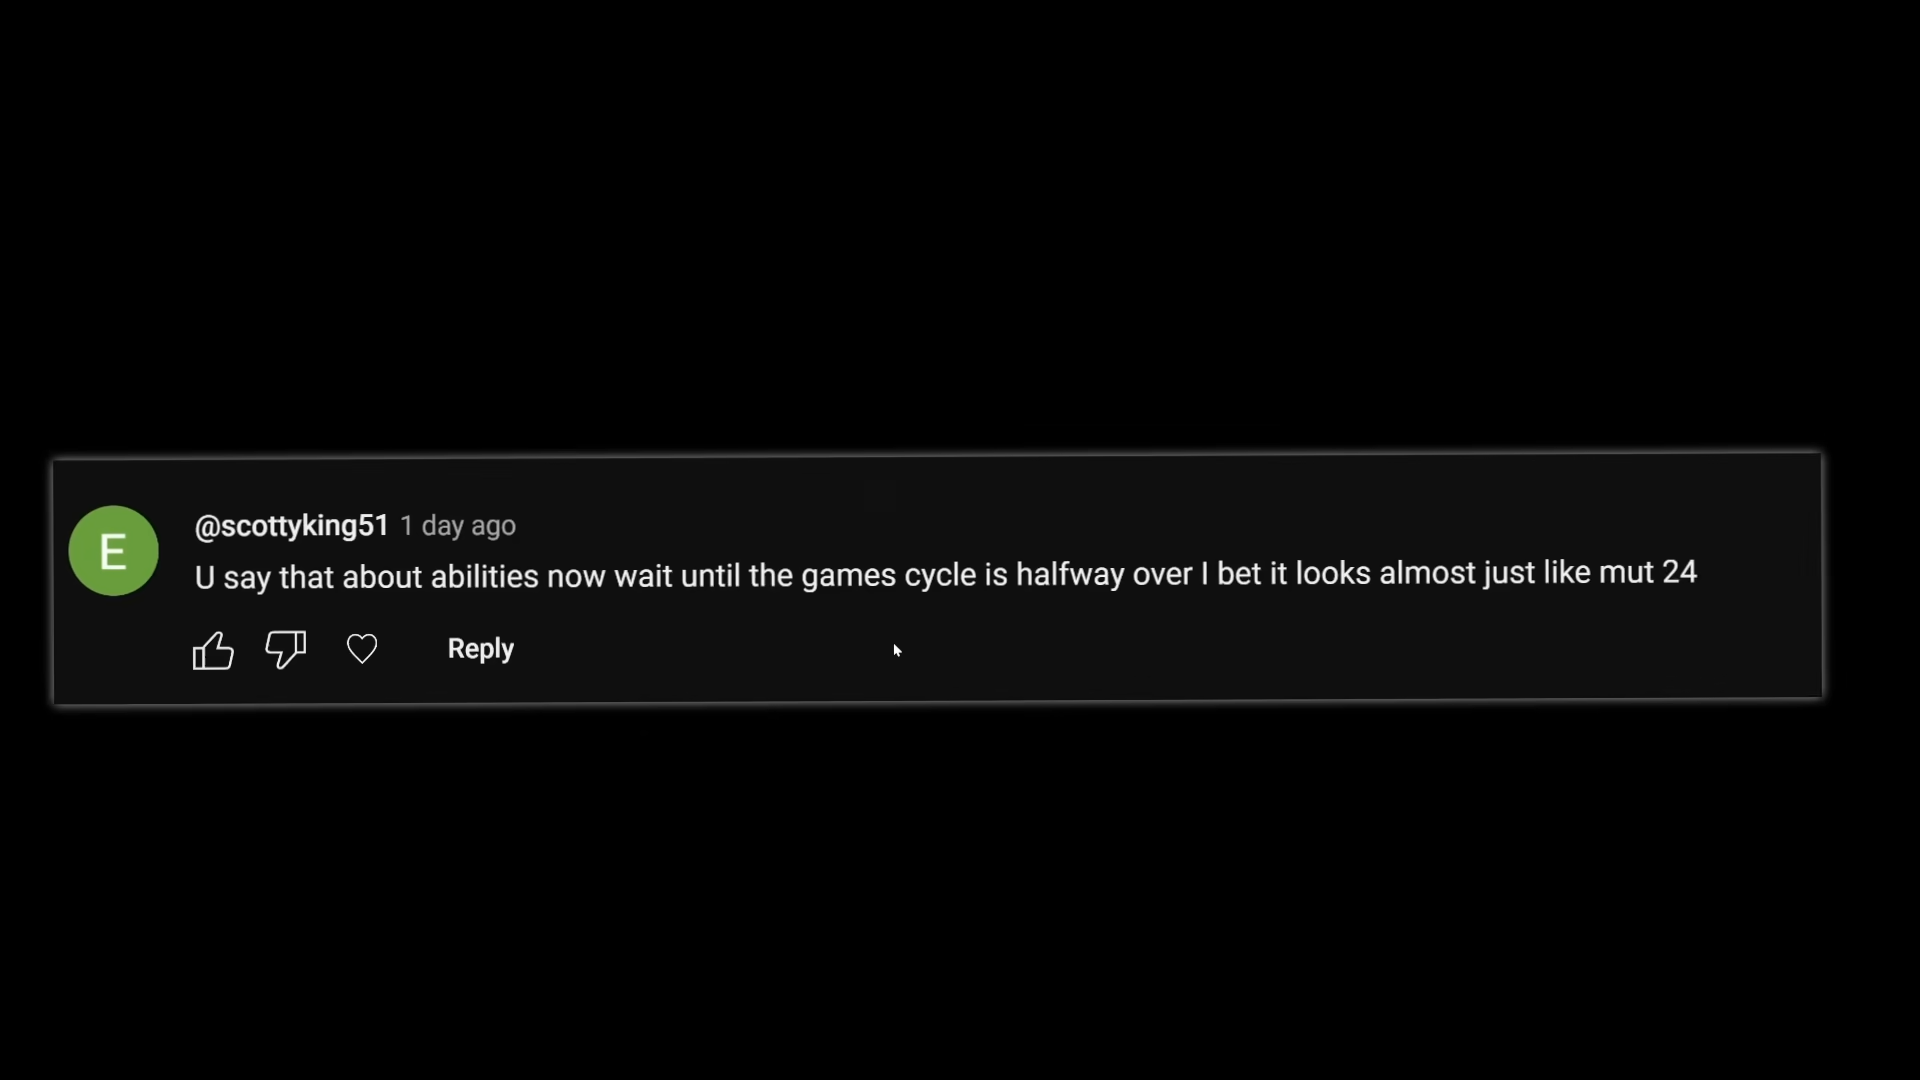 E
@scottyking51 1 day ago
U say that about abilities now wait until the games cycle is halfway over I bet it looks almost just like mut 24
Reply